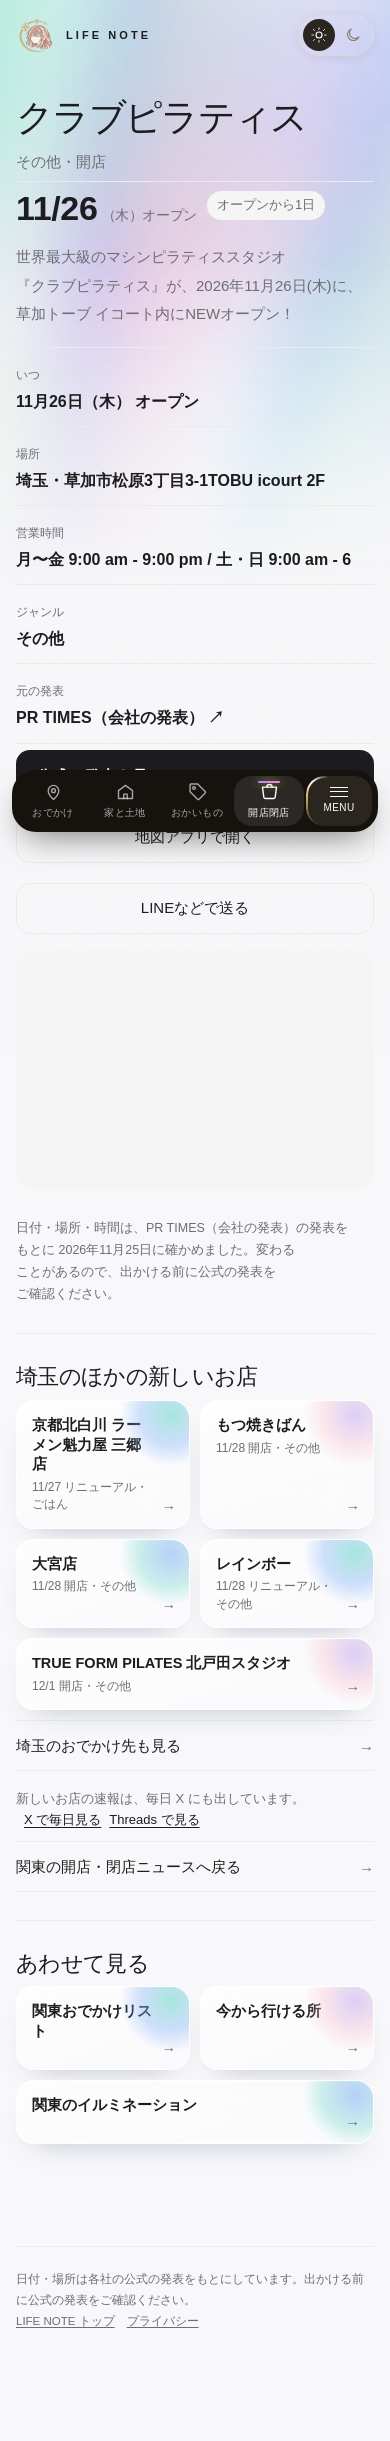 LIFE NOTE
クラブピラティス
その他・開店
11/26 （木）オープン オープンから1日
世界最大級のマシンピラティススタジオ
『クラブピラティス』が、2026年11月26日(木)に、
草加トーブ イコート内にNEWオープン！
いつ
11月26日（木） オープン
場所
埼玉・草加市松原3丁目3-1TOBU icourt 2F
営業時間
月〜金 9:00 am - 9:00 pm / 土・日 9:00 am - 6
ジャンル
その他
元の発表
PR TIMES（会社の発表） ↗
おでかけ
家と土地
おかいもの
開店閉店
MENU
地図アプリで開く
LINEなどで送る
日付・場所・時間は、PR TIMES（会社の発表）の発表を
もとに 2026年11月25日に確かめました。変わる
ことがあるので、出かける前に公式の発表を
ご確認ください。
埼玉のほかの新しいお店
京都北白川 ラー
メン魁力屋 三郷
店
11/27 リニューアル・
ごはん
→
もつ焼きばん
11/28 開店・その他
→
大宮店
11/28 開店・その他
→
レインボー
11/28 リニューアル・
その他
→
TRUE FORM PILATES 北戸田スタジオ
12/1 開店・その他
→
埼玉のおでかけ先も見る →
新しいお店の速報は、毎日 X にも出しています。
X で毎日見る Threads で見る
関東の開店・閉店ニュースへ戻る →
あわせて見る
関東おでかけリス
ト
→
今から行ける所
→
関東のイルミネーション
→
日付・場所は各社の公式の発表をもとにしています。出かける前
に公式の発表をご確認ください。
LIFE NOTE トップ プライバシー